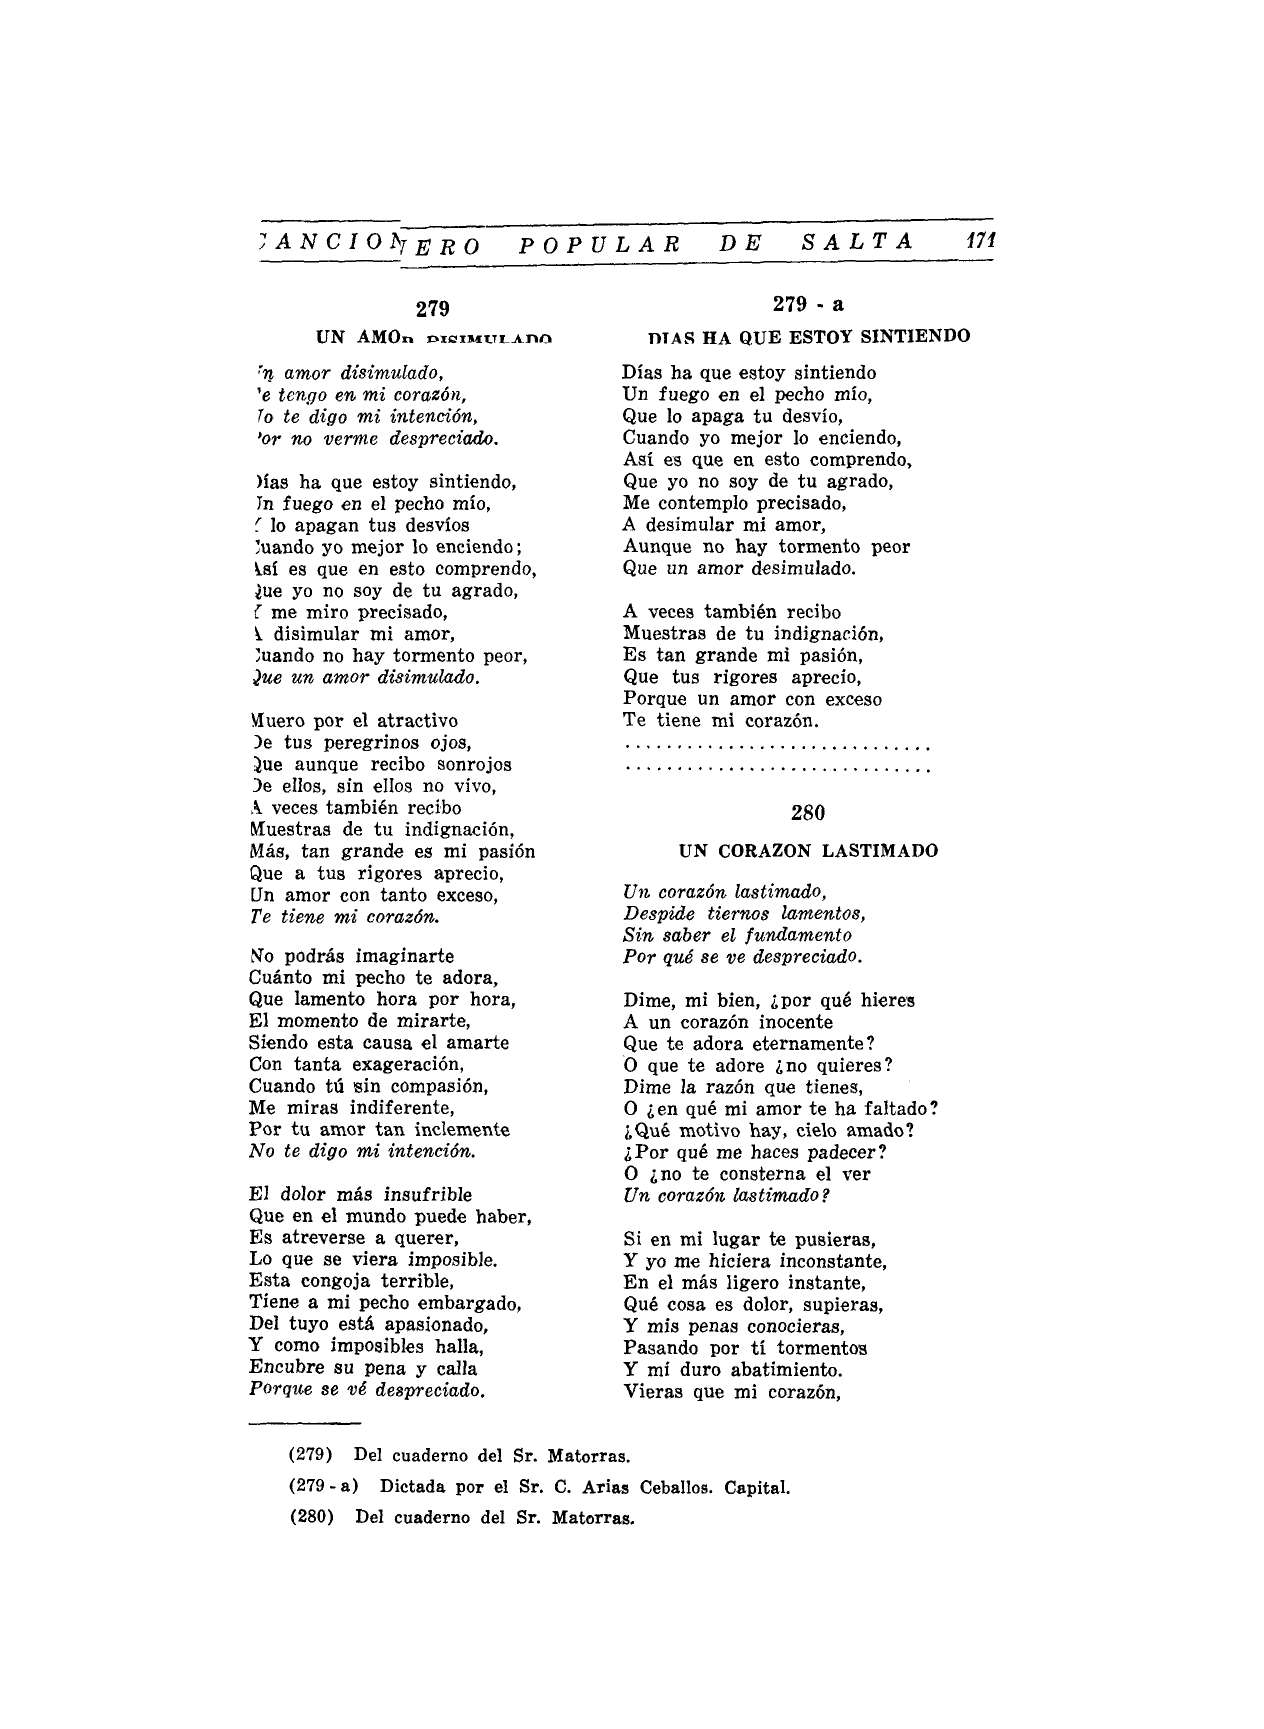 CANCIONERO POPULAR DE SALTA 171
279
UN AMOR DISIMULADO
Un amor disimulado,
Te tengo en mi corazón,
No te digo mi intención,
Por no verme despreciado.
Días ha que estoy sintiendo,
Un fuego en el pecho mío,
Y lo apagan tus desvíos
Cuando yo mejor lo enciendo;
Así es que en esto comprendo,
Que yo no soy de tu agrado,
Y me miro precisado,
A disimular mi amor,
Cuando no hay tormento peor,
Que un amor disimulado.
Muero por el atractivo
De tus peregrinos ojos,
Que aunque recibo sonrojos
De ellos, sin ellos no vivo,
A veces también recibo
Muestras de tu indignación,
Más, tan grande es mi pasión
Que a tus rigores aprecio,
Un amor con tanto exceso,
Te tiene mi corazón.
No podrás imaginarte
Cuánto mi pecho te adora,
Que lamento hora por hora,
El momento de mirarte,
Siendo esta causa el amarte
Con tanta exageración,
Cuando tú sin compasión,
Me miras indiferente,
Por tu amor tan inclemente
No te digo mi intención.
El dolor más insufrible
Que en el mundo puede haber,
Es atreverse a querer,
Lo que se viera imposible.
Esta congoja terrible,
Tiene a mi pecho embargado,
Del tuyo está apasionado,
Y como imposibles halla,
Encubre su pena y calla
Porque se vé despreciado.
279 - a
DIAS HA QUE ESTOY SINTIENDO
Días ha que estoy sintiendo
Un fuego en el pecho mío,
Que lo apaga tu desvío,
Cuando yo mejor lo enciendo,
Así es que en esto comprendo,
Que yo no soy de tu agrado,
Me contemplo precisado,
A desimular mi amor,
Aunque no hay tormento peor
Que un amor desimulado.
A veces también recibo
Muestras de tu indignación,
Es tan grande mi pasión,
Que tus rigores aprecio,
Porque un amor con exceso
Te tiene mi corazón.
..............................
..............................
280
UN CORAZON LASTIMADO
Un corazón lastimado,
Despide tiernos lamentos,
Sin saber el fundamento
Por qué se ve despreciado.
Dime, mi bien, ¿por qué hieres
A un corazón inocente
Que te adora eternamente?
O que te adore ¿no quieres?
Dime la razón que tienes,
O ¿en qué mi amor te ha faltado?
¿Qué motivo hay, cielo amado?
¿Por qué me haces padecer?
O ¿no te consterna el ver
Un corazón lastimado?
Si en mi lugar te pusieras,
Y yo me hiciera inconstante,
En el más ligero instante,
Qué cosa es dolor, supieras,
Y mis penas conocieras,
Pasando por tí tormentos
Y mí duro abatimiento.
Vieras que mi corazón,
(279) Del cuaderno del Sr. Matorras.
(279 - a) Dictada por el Sr. C. Arias Ceballos. Capital.
(280) Del cuaderno del Sr. Matorras.